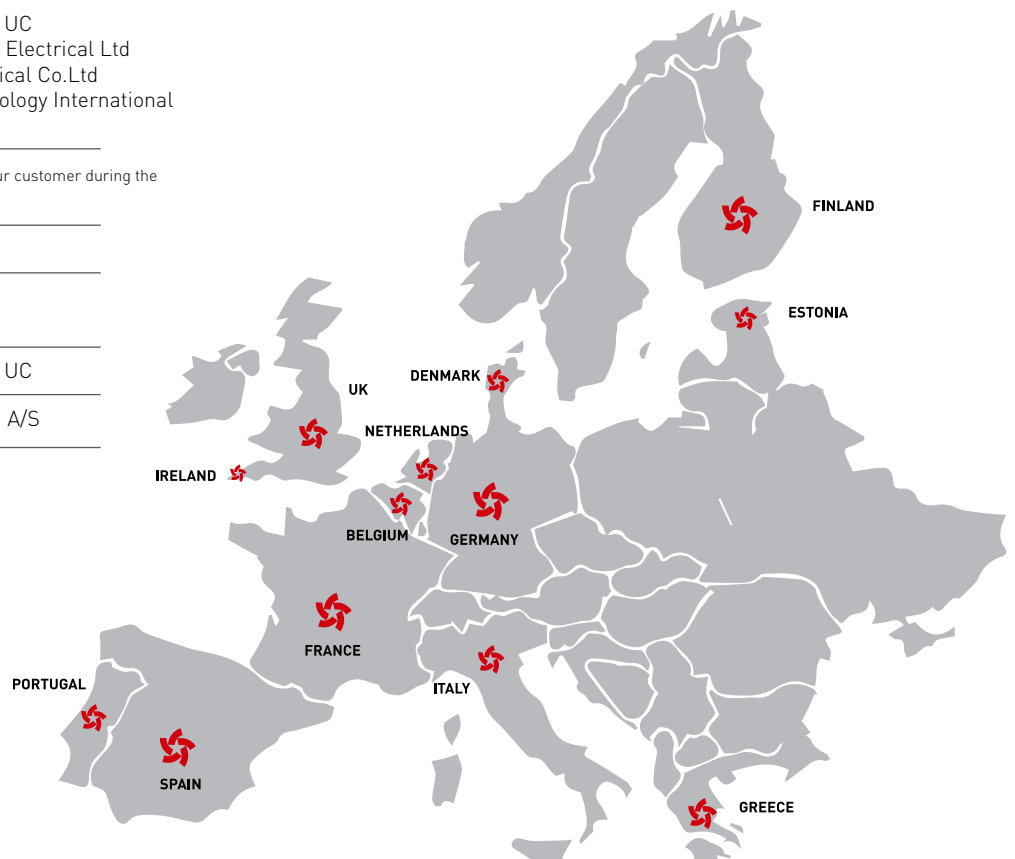 UC
Electrical Ltd
ical Co.Ltd
ology International
ur customer during the
UC
A/S
FINLAND
ESTONIA
DENMARK
UK
NETHERLANDS
IRELAND
BELGIUM
GERMANY
FRANCE
PORTUGAL
ITALY
SPAIN
GREECE